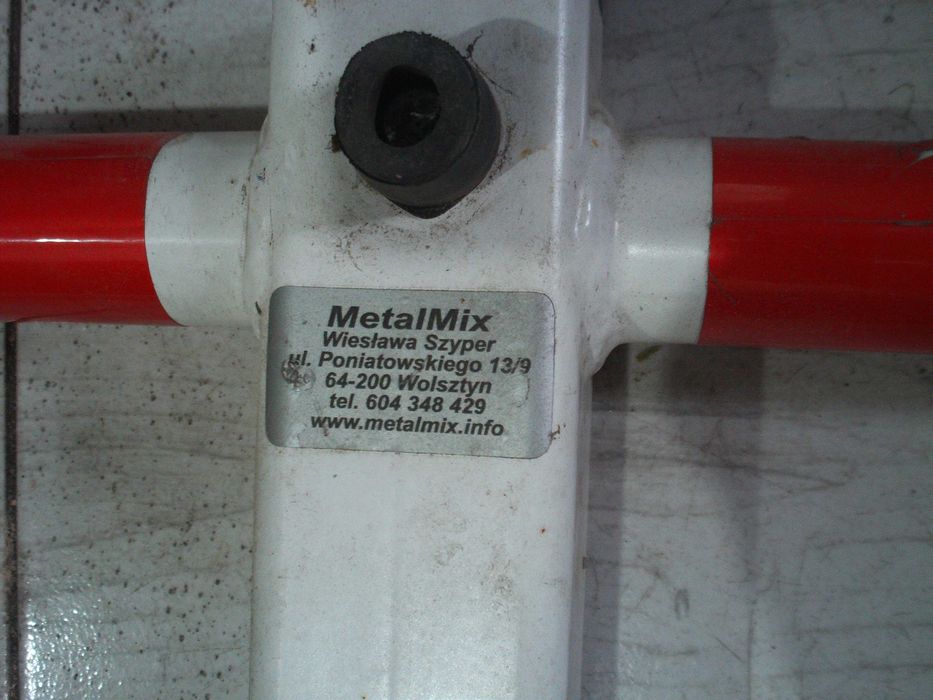 MetalMix
Wiesława Szyper
ul. Poniatowskiego 13/9
64-200 Wolsztyn
tel. 604 348 429
www.metalmix.info